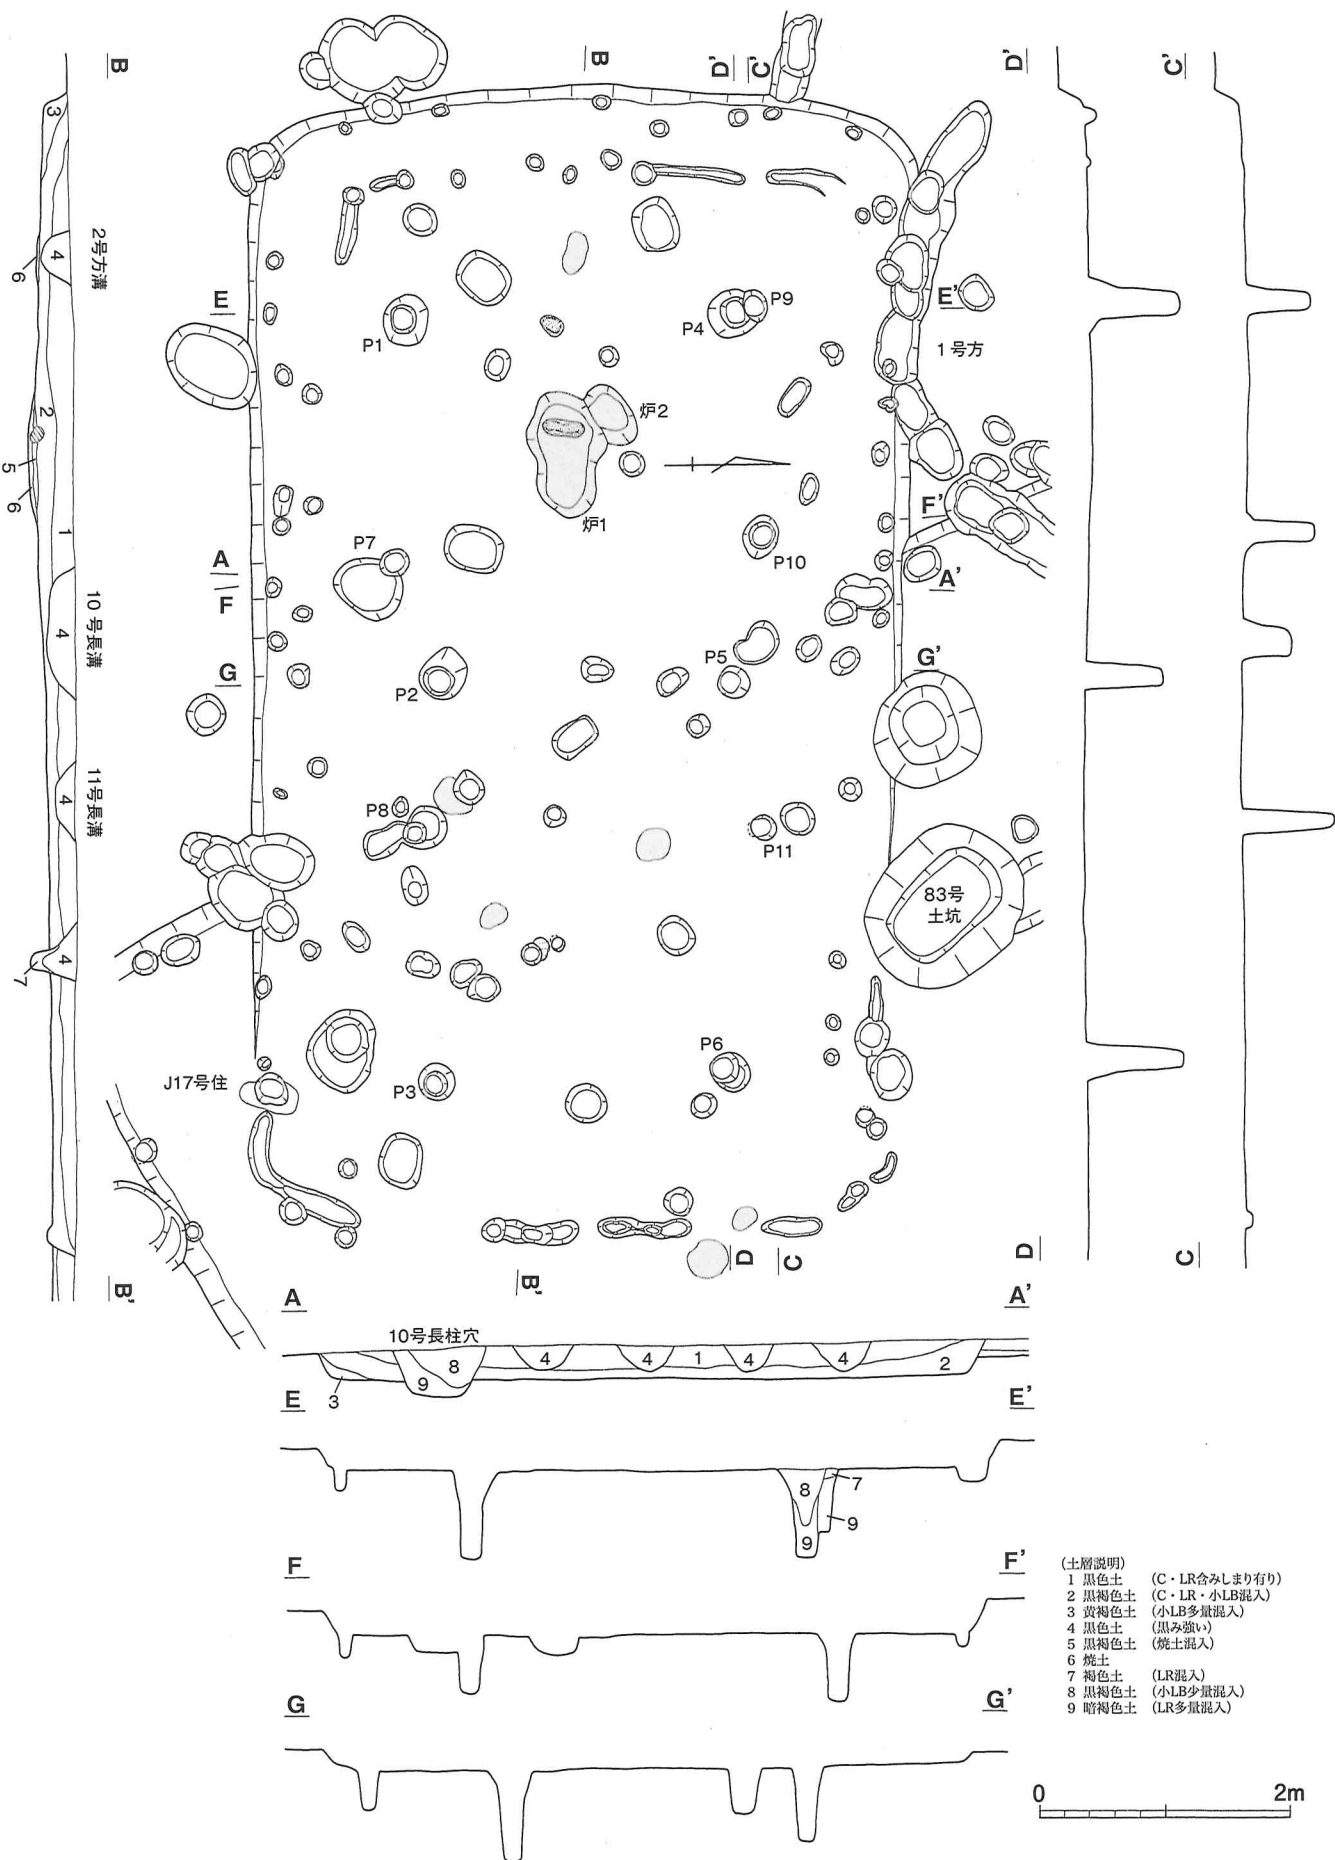 B
B
D'
C'
D'
C'
3
2号方溝
4
6
E
P1
P4
P9
E'
1号方
2
炉2
5
6
炉1
1
F'
A
F
P7
P10
A'
10号長溝
4
P5
G'
G
P2
11号長溝
4
P8
P11
83号
土坑
4
7
J17号住
P3
P6
D
C
D
C
B'
B'
A
A'
10号長柱穴
8
9
4
4
1
4
4
2
3
E
E'
8
7
9
9
F
F'
G
G'
(土層説明)
1 黒色土 (C・LR含みしまり有り)
2 黒褐色土 (C・LR・小LB混入)
3 黄褐色土 (小LB多量混入)
4 黒色土 (黒み強い)
5 黒褐色土 (焼土混入)
6 焼土
7 褐色土 (LR混入)
8 黒褐色土 (小LB少量混入)
9 暗褐色土 (LR多量混入)
0 2m